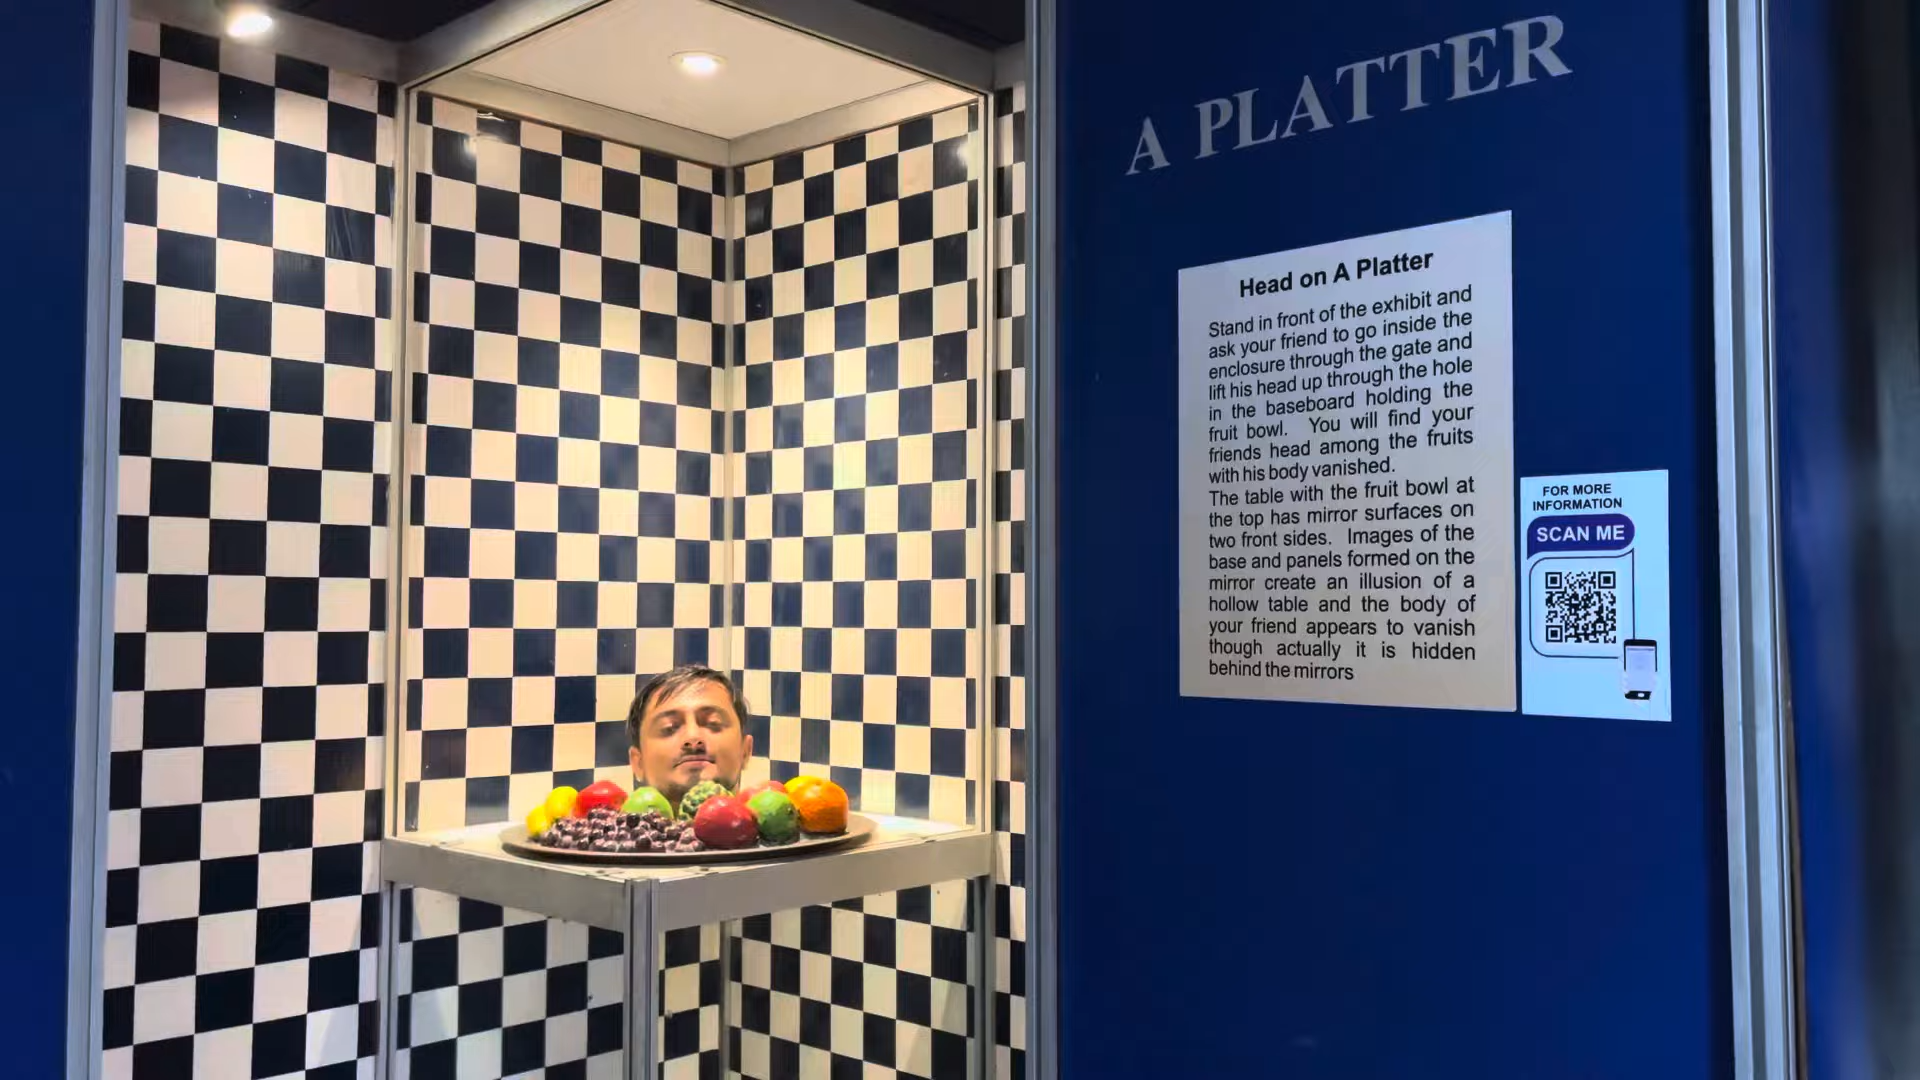 A PLATTER
Head on A Platter
Stand in front of the exhibit and
ask your friend to go inside the
enclosure through the gate and
lift his head up through the hole
in the baseboard holding the
fruit bowl. You will find your
friends head among the fruits
with his body vanished.
The table with the fruit bowl at
the top has mirror surfaces on
two front sides. Images of the
base and panels formed on the
mirror create an illusion of a
hollow table and the body of
your friend appears to vanish
though actually it is hidden
behind the mirrors
FOR MORE
INFORMATION
SCAN ME